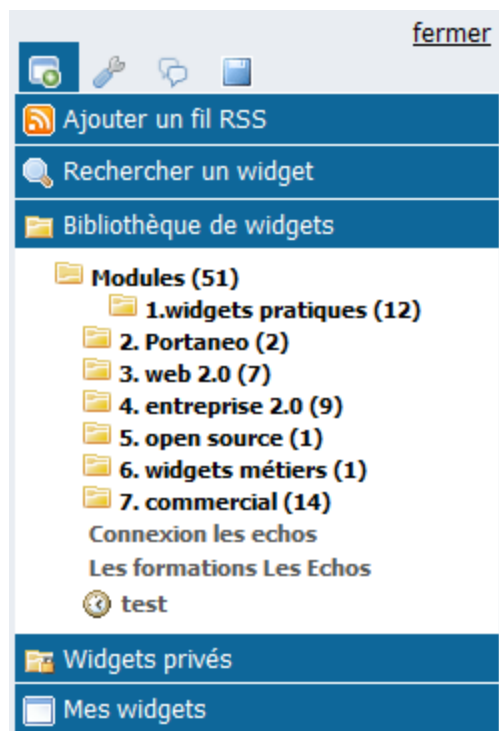 fermer
Ajouter un fil RSS
Rechercher un widget
Bibliothèque de widgets
Modules (51)
1.widgets pratiques (12)
2. Portaneo (2)
3. web 2.0 (7)
4. entreprise 2.0 (9)
5. open source (1)
6. widgets métiers (1)
7. commercial (14)
Connexion les echos
Les formations Les Echos
test
Widgets privés
Mes widgets